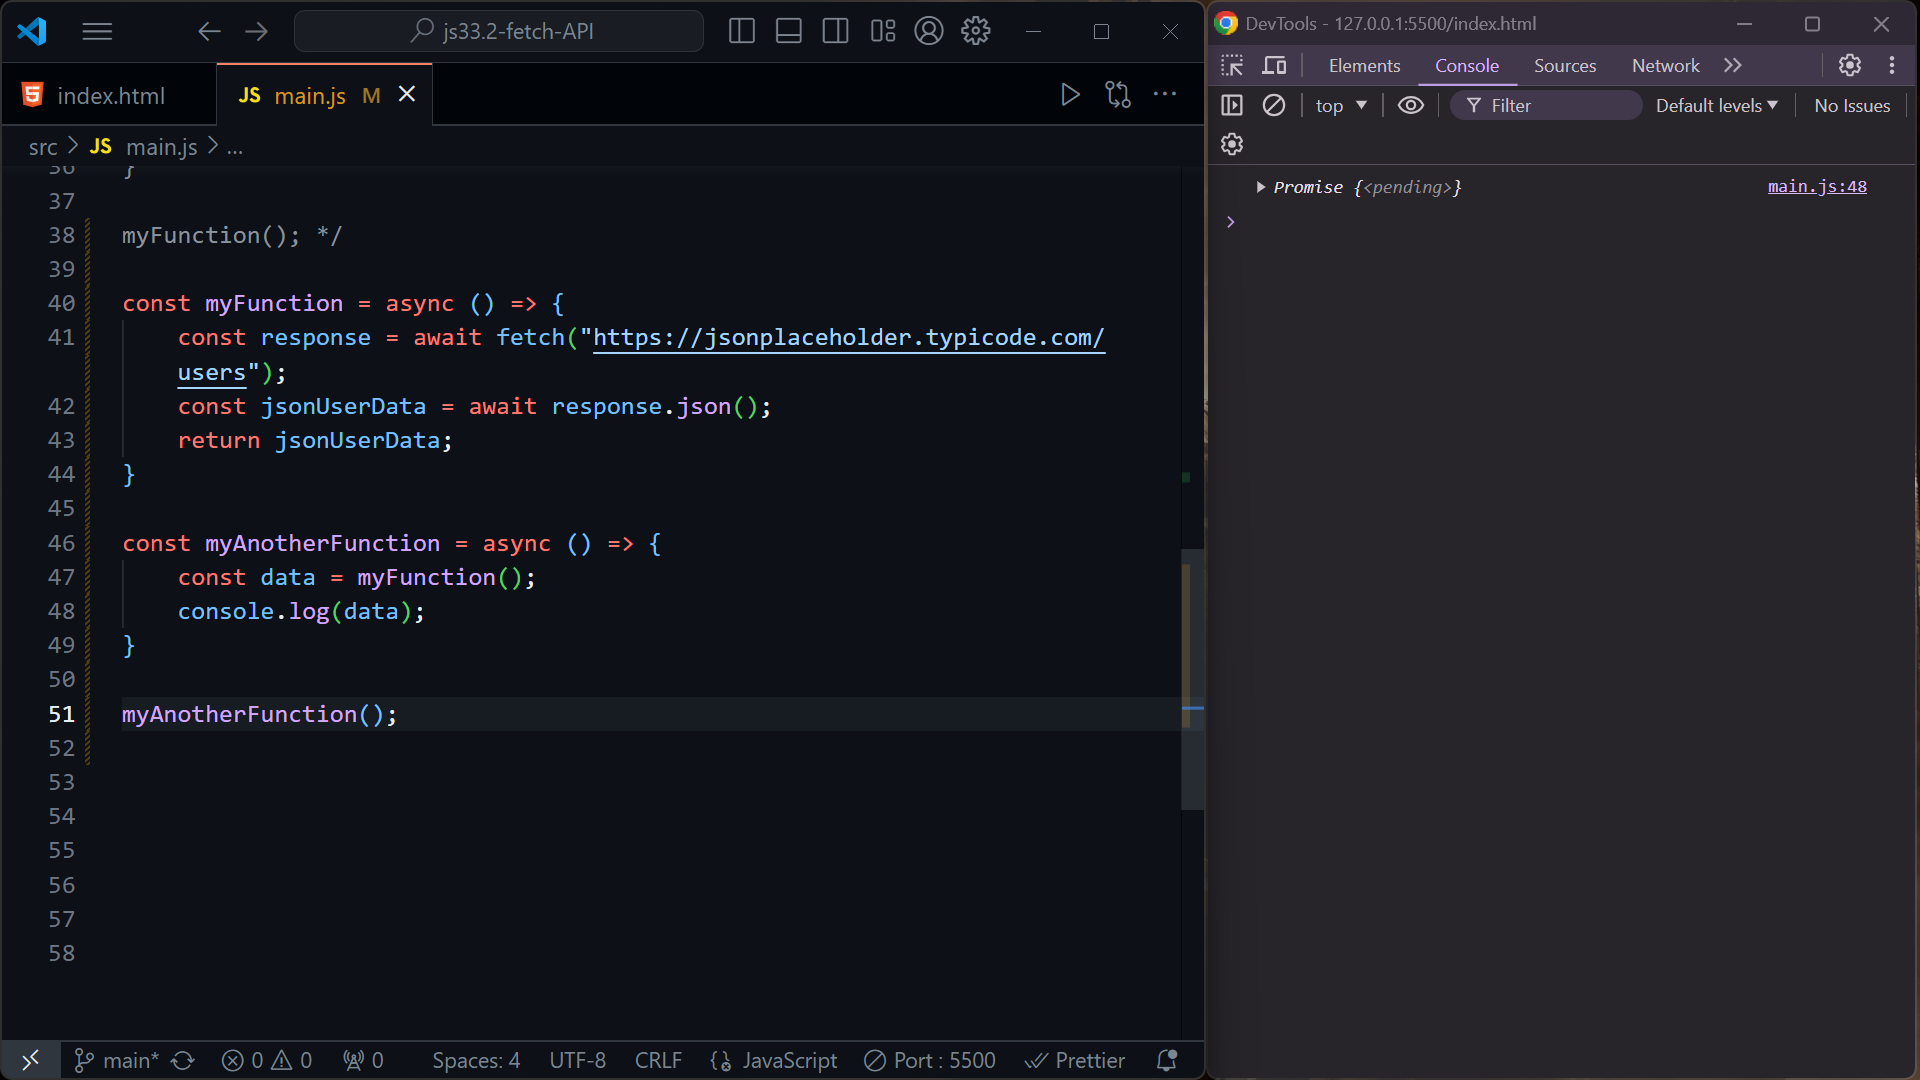 js33.2-fetch-API
index.html
JS main.js M
src > JS main.js > ...
36 }
37
38 myFunction(); */
39
40 const myFunction = async () => {
41 const response = await fetch("https://jsonplaceholder.typicode.com/
users");
42 const jsonUserData = await response.json();
43 return jsonUserData;
44 }
45
46 const myAnotherFunction = async () => {
47 const data = myFunction();
48 console.log(data);
49 }
50
51 myAnotherFunction();
52
53
54
55
56
57
58
main* 0 0 0 Spaces: 4 UTF-8 CRLF JavaScript Port : 5500 Prettier
DevTools - 127.0.0.1:5500/index.html
Elements Console Sources Network
top Filter Default levels No Issues
Promise {<pending>} main.js:48